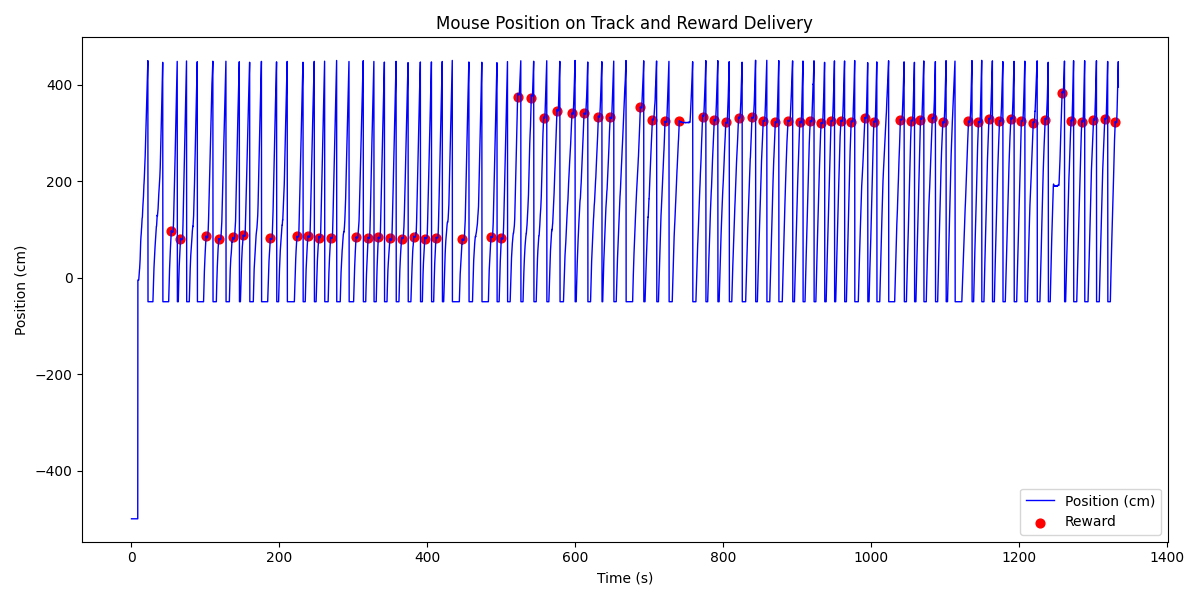 Mouse Position on Track and Reward Delivery
Position (cm)
400
200
0
−200
−400
0 200 400 600 800 1000 1200 1400
Time (s)
Position (cm)
Reward